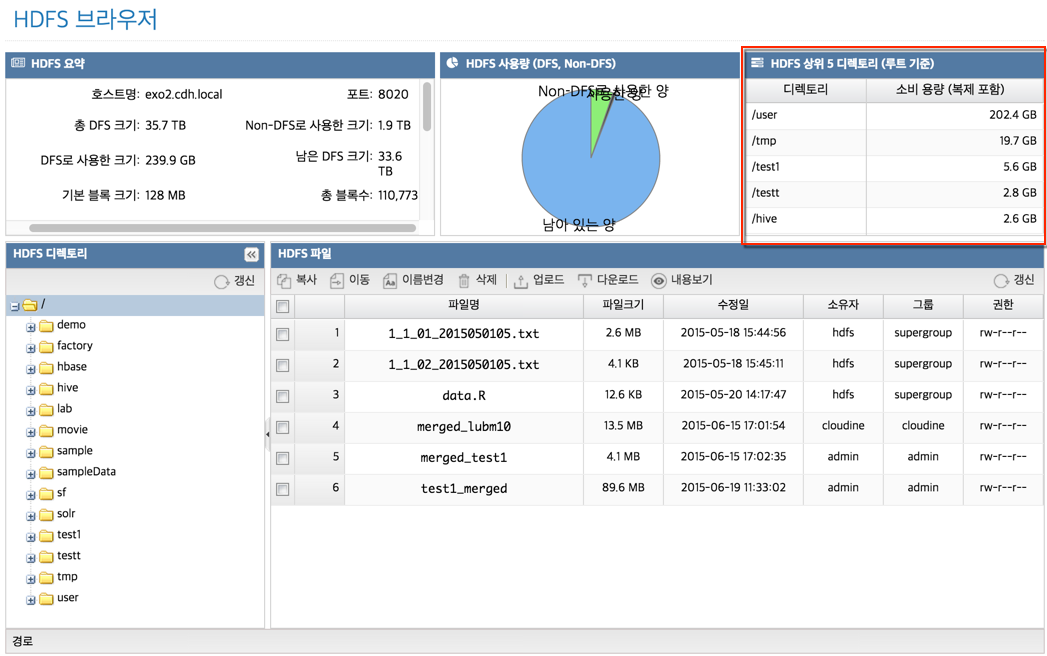 HDFS 브라우저
HDFS 요약
호스트명: exo2.cdh.local 포트: 8020
총 DFS 크기: 35.7 TB Non-DFS로 사용한 크기: 1.9 TB
DFS로 사용한 크기: 239.9 GB 남은 DFS 크기: 33.6 TB
기본 블록 크기: 128 MB 총 블록수: 110,773
HDFS 사용량 (DFS, Non-DFS)
Non-DFS로 사용한 양
사용한 양
남아 있는 양
HDFS 상위 5 디렉토리 (루트 기준)
디렉토리 소비 용량 (복제 포함)
/user 202.4 GB
/tmp 19.7 GB
/test1 5.6 GB
/testt 2.8 GB
/hive 2.6 GB
HDFS 디렉토리
갱신
/
demo
factory
hbase
hive
lab
movie
sample
sampleData
sf
solr
test1
testt
tmp
user
HDFS 파일
복사 이동 이름변경 삭제 업로드 다운로드 내용보기 갱신
파일명 파일크기 수정일 소유자 그룹 권한
1 1_1_01_2015050105.txt 2.6 MB 2015-05-18 15:44:56 hdfs supergroup rw-r--r--
2 1_1_02_2015050105.txt 4.1 KB 2015-05-18 15:45:11 hdfs supergroup rw-r--r--
3 data.R 12.6 KB 2015-05-20 14:17:47 hdfs supergroup rw-r--r--
4 merged_lubm10 13.5 MB 2015-06-15 17:01:54 cloudine cloudine rw-r--r--
5 merged_test1 4.1 MB 2015-06-15 17:02:35 admin admin rw-r--r--
6 test1_merged 89.6 MB 2015-06-19 11:33:02 admin admin rw-r--r--
경로